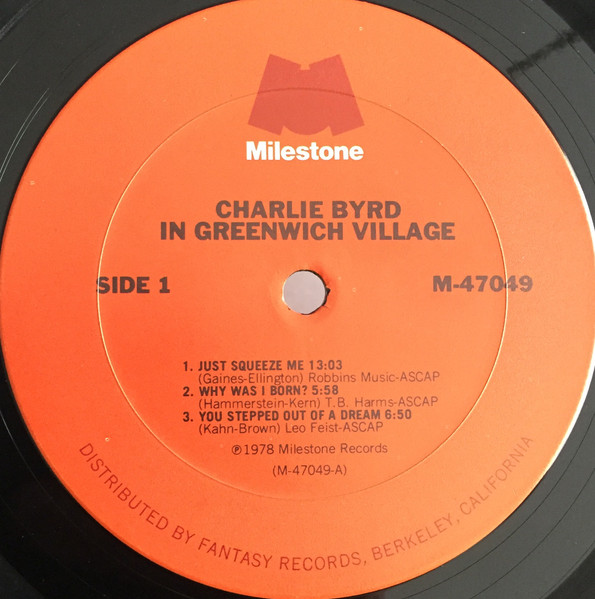 Milestone
CHARLIE BYRD
IN GREENWICH VILLAGE
SIDE 1
M-47049
1. JUST SQUEEZE ME 13:03
(Gaines-Ellington) Robbins Music-ASCAP
2. WHY WAS I BORN? 5:58
(Hammerstein-Kern) T.B. Harms-ASCAP
3. YOU STEPPED OUT OF A DREAM 6:50
(Kahn-Brown) Leo Feist-ASCAP
℗1978 Milestone Records
(M-47049-A)
DISTRIBUTED BY FANTASY RECORDS, BERKELEY, CALIFORNIA